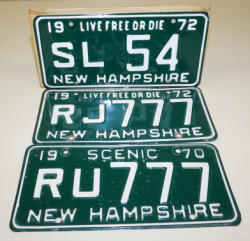 19 LIVE FREE OR DIE 72
SL 54
NEW HAMPSHIRE
19 LIVE FREE OR DIE 72
RJ777
NEW HAMPSHIRE
19 SCENIC 70
RU777
NEW HAMPSHIRE